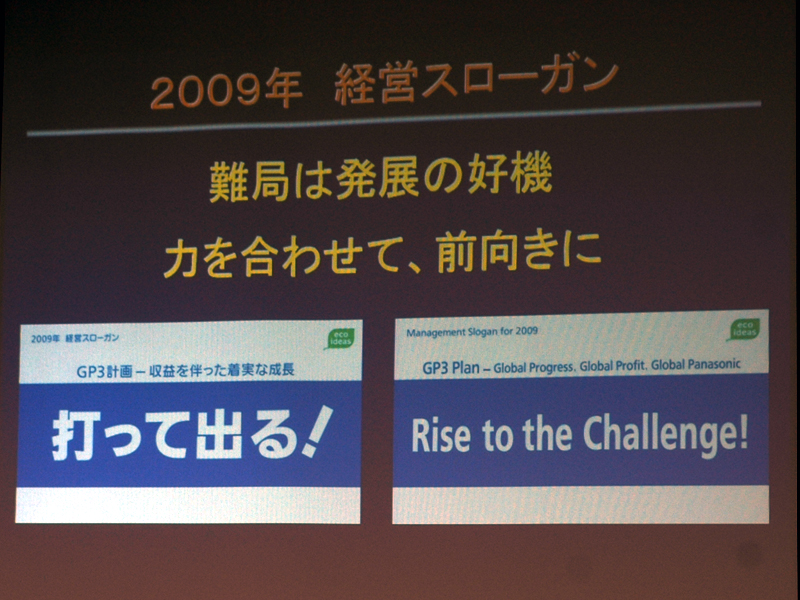 2009年 経営スローガン
難局は発展の好機
力を合わせて、前向きに
2009年 経営スローガン
eco ideas
GP3計画 – 収益を伴った着実な成長
打って出る!
Management Slogan for 2009
eco ideas
GP3 Plan – Global Progress. Global Profit. Global Panasonic
Rise to the Challenge!